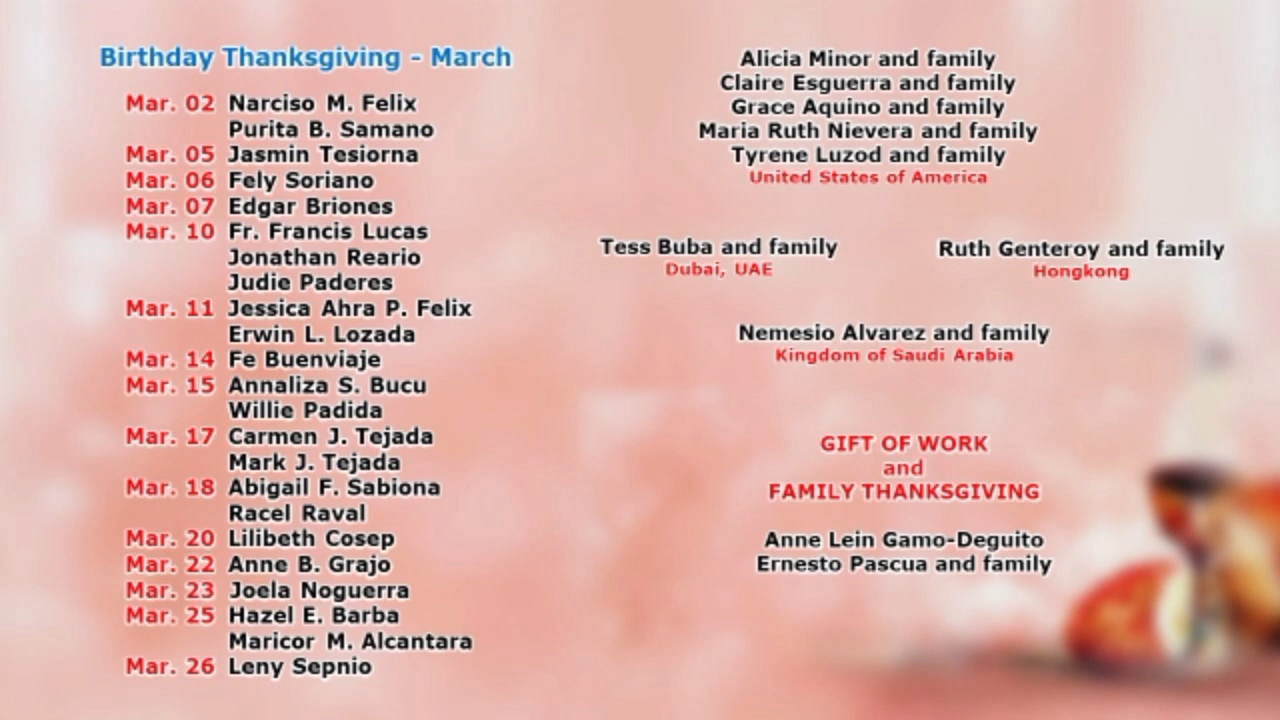 Birthday Thanksgiving - March
Mar. 02 Narciso M. Felix
Purita B. Samano
Mar. 05 Jasmin Tesiorna
Mar. 06 Fely Soriano
Mar. 07 Edgar Briones
Mar. 10 Fr. Francis Lucas
Jonathan Reario
Judie Paderes
Mar. 11 Jessica Ahra P. Felix
Erwin L. Lozada
Mar. 14 Fe Buenviaje
Mar. 15 Annaliza S. Bucu
Willie Padida
Mar. 17 Carmen J. Tejada
Mark J. Tejada
Mar. 18 Abigail F. Sabiona
Racel Raval
Mar. 20 Lilibeth Cosep
Mar. 22 Anne B. Grajo
Mar. 23 Joela Noguerra
Mar. 25 Hazel E. Barba
Maricor M. Alcantara
Mar. 26 Leny Sepnio
Alicia Minor and family
Claire Esguerra and family
Grace Aquino and family
Maria Ruth Nievera and family
Tyrene Luzod and family
United States of America
Tess Buba and family
Dubai, UAE
Ruth Genteroy and family
Hongkong
Nemesio Alvarez and family
Kingdom of Saudi Arabia
GIFT OF WORK
and
FAMILY THANKSGIVING
Anne Lein Gamo-Deguito
Ernesto Pascua and family